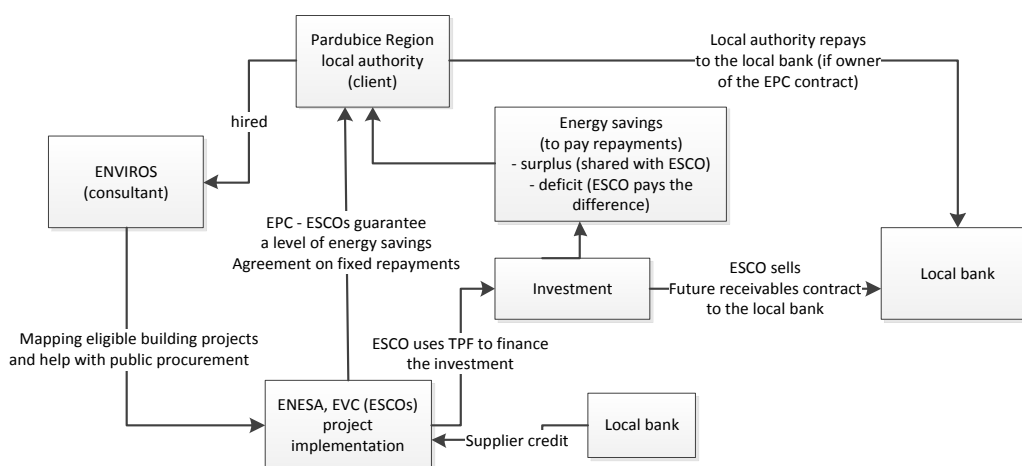 Pardubice Region
local authority
(client)
Local authority repays
to the local bank (if owner
of the EPC contract)
hired
Energy savings
(to pay repayments)
- surplus (shared with ESCO)
- deficit (ESCO pays the
difference)
ENVIROS
(consultant)
EPC - ESCOs guarantee
a level of energy savings
Agreement on fixed repayments
Investment
ESCO sells
Future receivables contract
to the local bank
Local bank
Mapping eligible building projects
and help with public procurement
ESCO uses TPF to finance
the investment
ENESA, EVC (ESCOs)
project
implementation
Supplier credit
Local bank